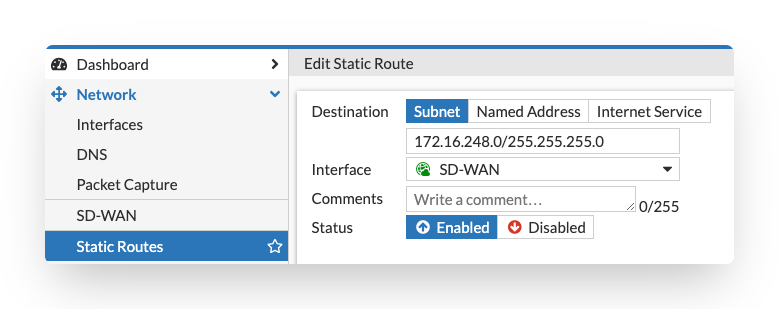 Dashboard
Network
Interfaces
DNS
Packet Capture
SD-WAN
Static Routes
Edit Static Route
Destination Subnet Named Address Internet Service
172.16.248.0/255.255.255.0
Interface SD-WAN
Comments Write a comment... 0/255
Status Enabled Disabled